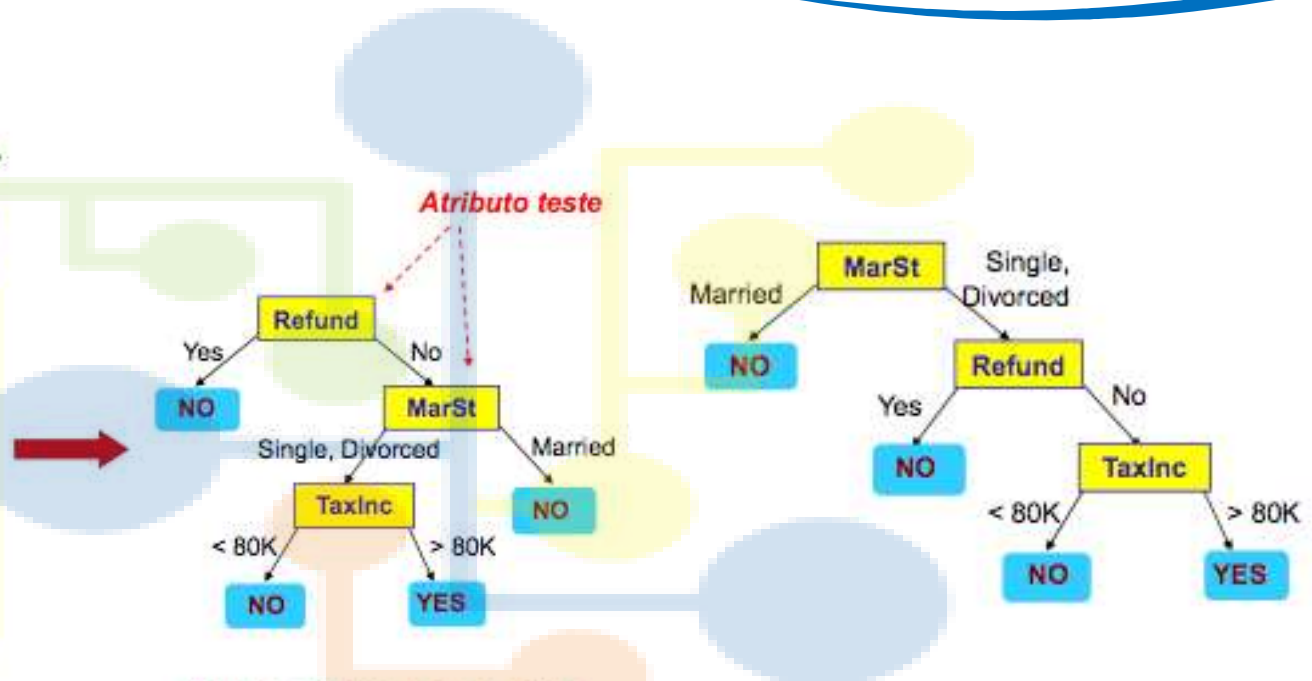 Atributo teste
Refund
Yes
No
NO
MarSt
Single, Divorced
Married
TaxInc
NO
< 80K
> 80K
NO
YES
MarSt
Married
Single,
Divorced
NO
Refund
Yes
No
NO
TaxInc
< 80K
> 80K
NO
YES